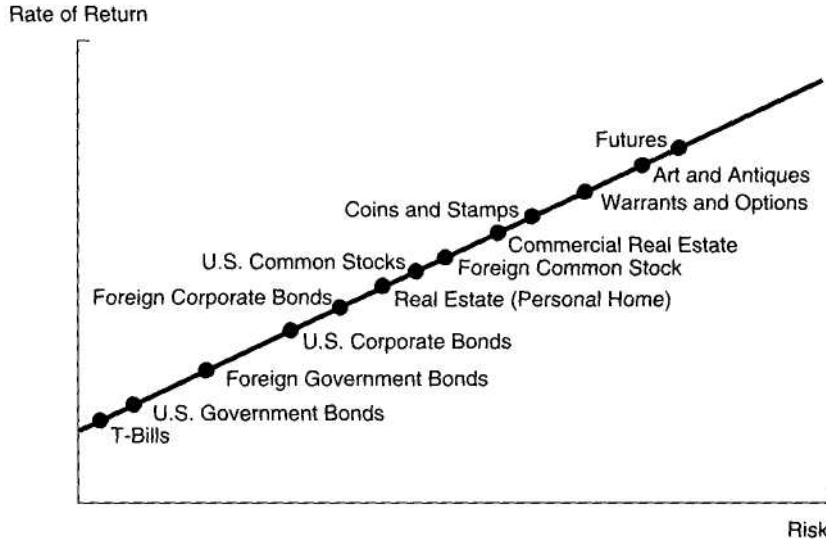 Rate of Return
Futures
Art and Antiques
Warrants and Options
Coins and Stamps
Commercial Real Estate
U.S. Common Stocks
Foreign Common Stock
Foreign Corporate Bonds
Real Estate (Personal Home)
U.S. Corporate Bonds
Foreign Government Bonds
U.S. Government Bonds
T-Bills
Risk